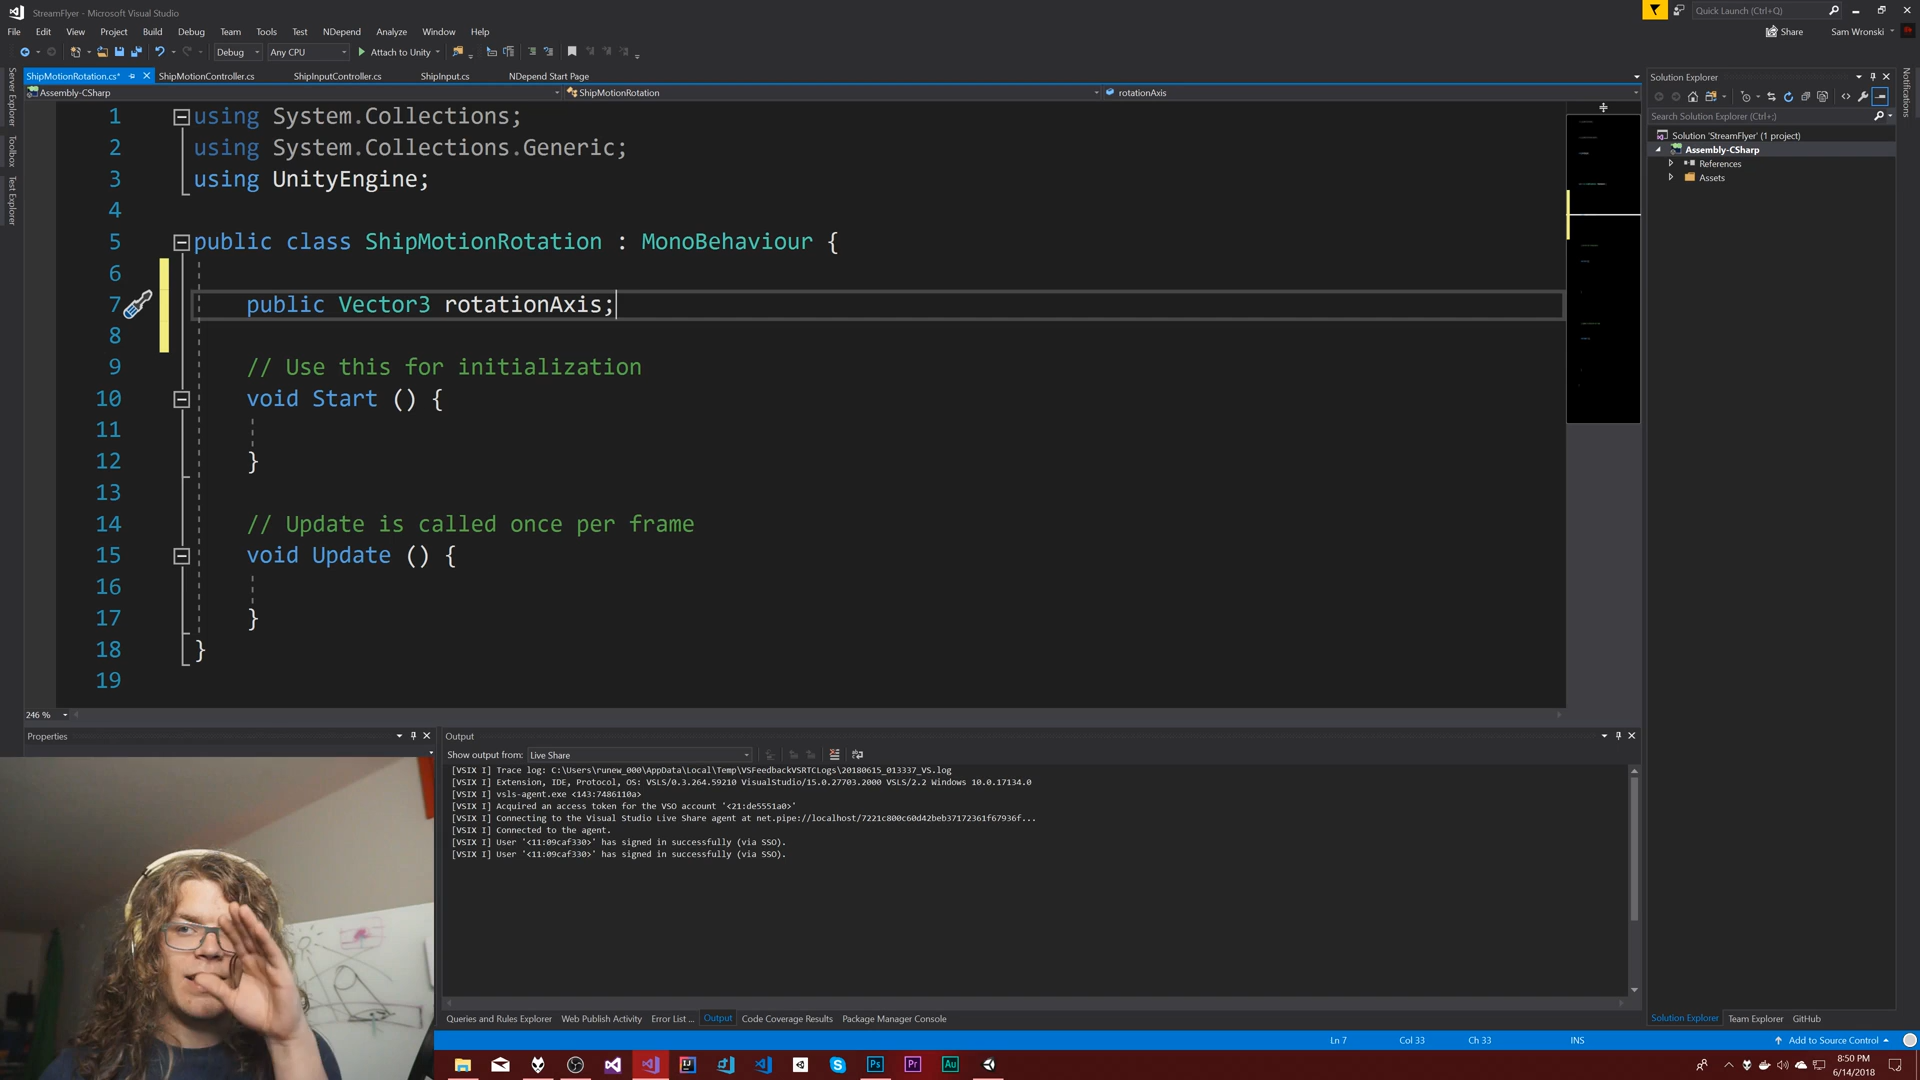 StreamFlyer - Microsoft Visual Studio
Quick Launch (Ctrl+Q)
File Edit View Project Build Debug Team Tools Test NDepend Analyze Window Help
Share
Sam Wronski
Debug
Any CPU
Attach to Unity
ShipMotionRotation.cs*
ShipMotionController.cs
ShipInputController.cs
ShipInput.cs
NDepend Start Page
Assembly-CSharp
ShipMotionRotation
rotationAxis
Server Explorer
Toolbox
Test Explorer
1 using System.Collections;
2 using System.Collections.Generic;
3 using UnityEngine;
4
5 public class ShipMotionRotation : MonoBehaviour {
6
7 public Vector3 rotationAxis;
8
9 // Use this for initialization
10 void Start () {
11
12 }
13
14 // Update is called once per frame
15 void Update () {
16
17 }
18 }
19
246 %
Solution Explorer
Search Solution Explorer (Ctrl+;)
Solution 'StreamFlyer' (1 project)
Assembly-CSharp
References
Assets
Notifications
Properties
Output
Show output from: Live Share
[VSIX I] Trace log: C:\Users\runew_000\AppData\Local\Temp\VSFeedbackVSRTCLogs\20180615_013337_VS.log
[VSIX I] Extension, IDE, Protocol, OS: VSLS/0.3.264.59210 VisualStudio/15.0.27703.2000 VSLS/2.2 Windows 10.0.17134.0
[VSIX I] vsls-agent.exe <143:7486110a>
[VSIX I] Acquired an access token for the VSO account '<21:de5551a0>'
[VSIX I] Connecting to the Visual Studio Live Share agent at net.pipe://localhost/7221c800c60d42beb37172361f67936f...
[VSIX I] Connected to the agent.
[VSIX I] User '<11:09caf330>' has signed in successfully (via SSO).
[VSIX I] User '<11:09caf330>' has signed in successfully (via SSO).
Queries and Rules Explorer
Web Publish Activity
Error List ...
Output
Code Coverage Results
Package Manager Console
Solution Explorer
Team Explorer
GitHub
Ln 7
Col 33
Ch 33
INS
Add to Source Control
Ps
Pr
Au
8:50 PM
6/14/2018